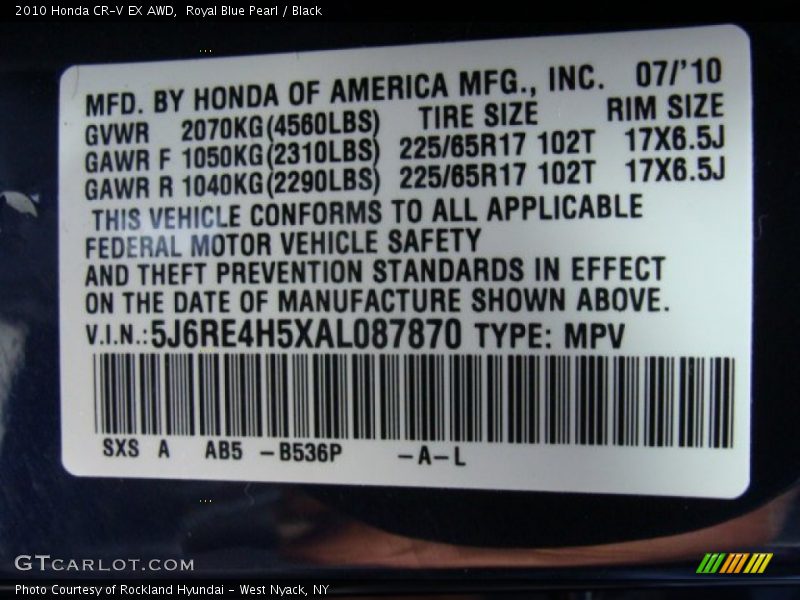 2010 Honda CR-V EX AWD,  Royal Blue Pearl / Black
MFD. BY HONDA OF AMERICA MFG., INC. 07/'10
GVWR 2070KG(4560LBS) TIRE SIZE RIM SIZE
GAWR F 1050KG(2310LBS) 225/65R17 102T 17X6.5J
GAWR R 1040KG(2290LBS) 225/65R17 102T 17X6.5J
THIS VEHICLE CONFORMS TO ALL APPLICABLE
FEDERAL MOTOR VEHICLE SAFETY
AND THEFT PREVENTION STANDARDS IN EFFECT
ON THE DATE OF MANUFACTURE SHOWN ABOVE.
V.I.N.:5J6RE4H5XAL087870 TYPE: MPV
SXS A AB5 -B536P -A-L
GTCARLOT.COM
Photo Courtesy of Rockland Hyundai - West Nyack, NY